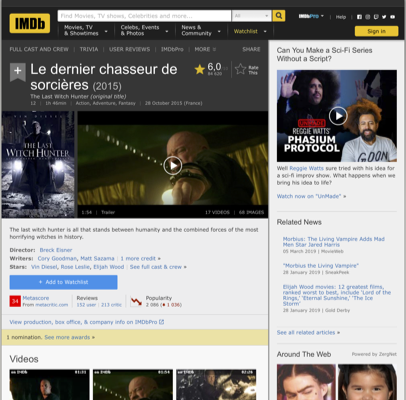 IMDb
Find Movies, TV shows, Celebrities and more...
All
IMDbPro
Help
Movies, TV & Showtimes
Celebs, Events & Photos
News & Community
Watchlist
Sign in
FULL CAST AND CREW | TRIVIA | USER REVIEWS | IMDbPro | MORE
SHARE
Le dernier chasseur de
sorcières (2015)
The Last Witch Hunter (original title)
12 | 1h 46min | Action, Adventure, Fantasy | 28 October 2015 (France)
6,0
Rate
This
THE LAST
WITCH HUNTER
1:54 | Trailer
17 VIDEOS | 68 IMAGES
The last witch hunter is all that stands between humanity and the combined forces of the most
horrifying witches in history.
Director: Breck Eisner
Writers: Cory Goodman, Matt Sazama | 1 more credit »
Stars: Vin Diesel, Rose Leslie, Elijah Wood | See full cast & crew »
+ Add to Watchlist
34
Metascore
From metacritic.com
Reviews
152 user | 213 critic
Popularity
2 086 ( 1 036)
View production, box office, & company info on IMDbPro
1 nomination. See more awards »
Videos
Can You Make a Sci-Fi Series
Without a Script?
REGGIE WATTS'
PHASIUM
PROTOCOL
Well Reggie Watts sure tried with his idea for
a sci-fi improv show. What happens when we
bring his idea to life?
Watch now on "UnMade" »
Related News
Morbius: The Living Vampire Adds Mad
Men Star Jared Harris
05 March 2019 | MovieWeb
"Morbius the Living Vampire"
28 January 2019 | SneakPeek
Elijah Wood movies: 12 greatest films,
ranked worst to best, include 'Lord of the
Rings,' 'Eternal Sunshine,' 'The Ice
Storm'
28 January 2019 | Gold Derby
See all related articles »
Around The Web
Powered by ZergNet